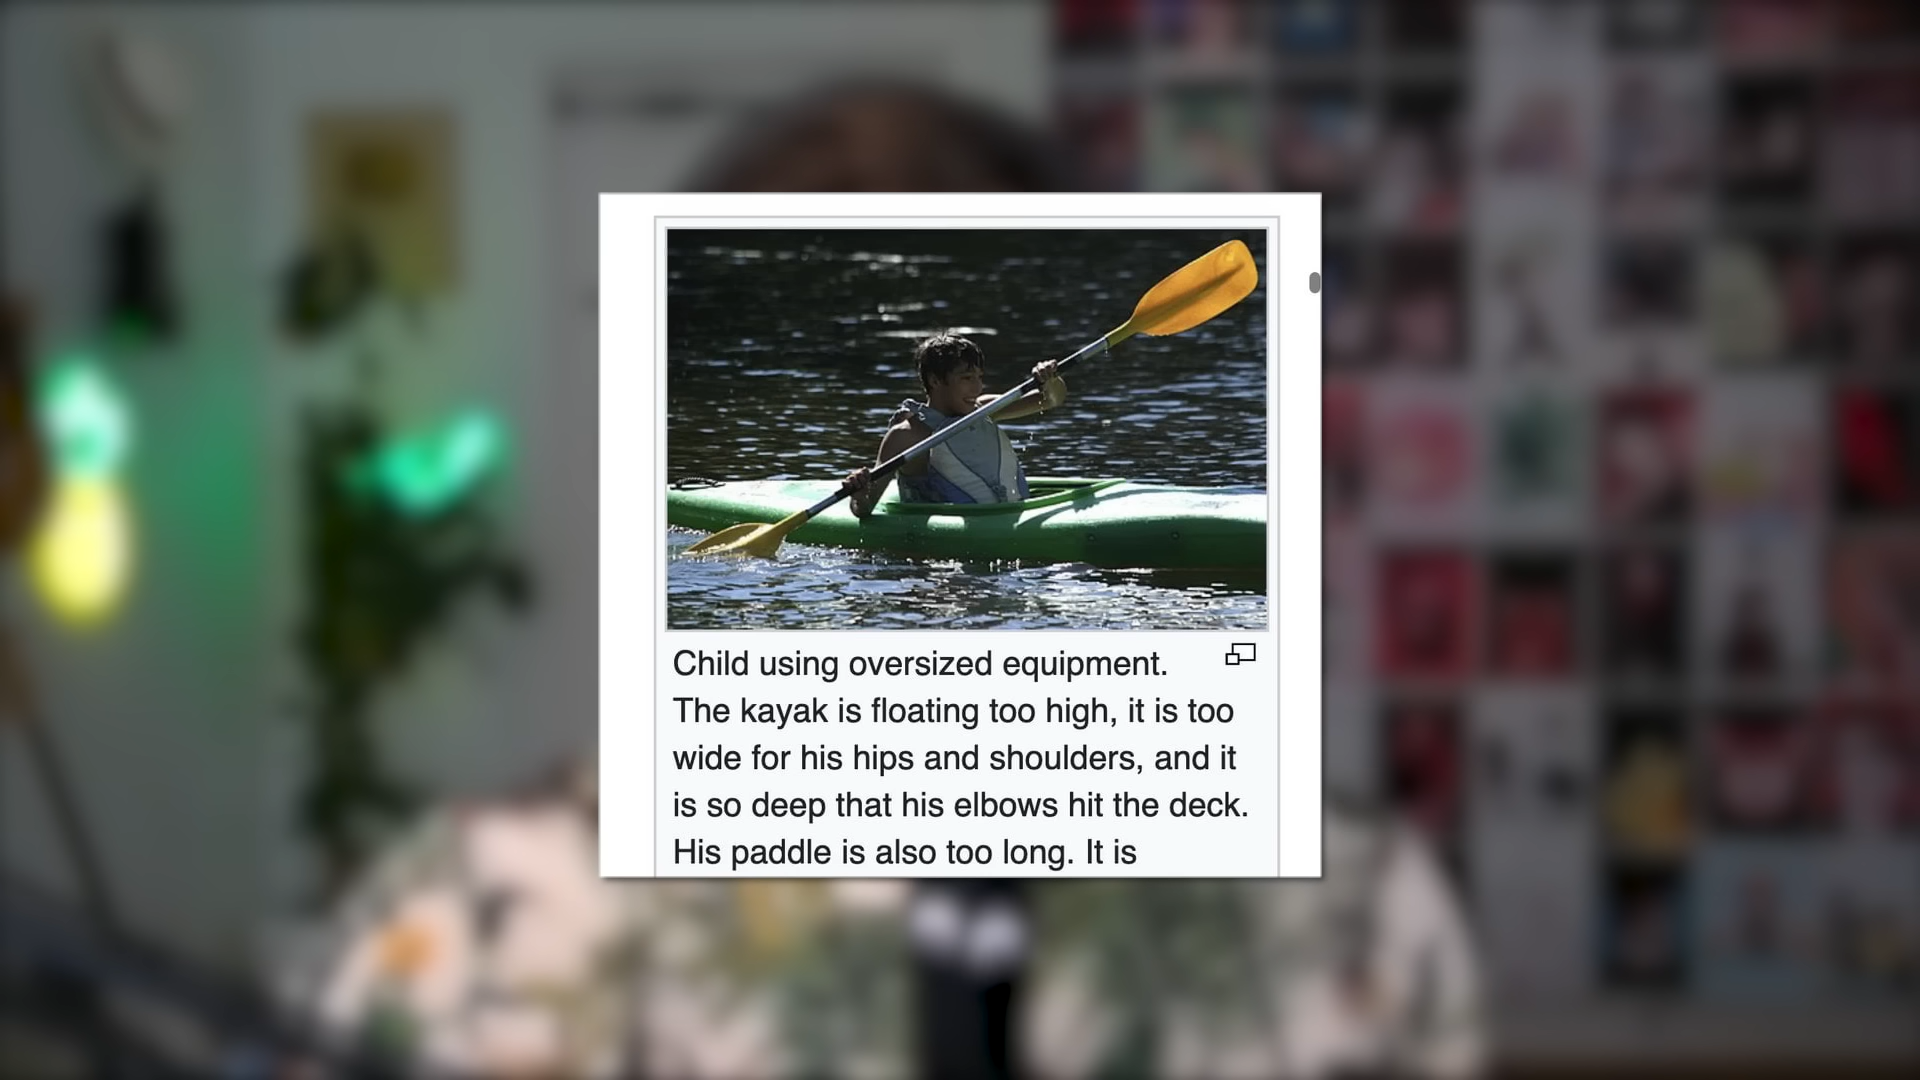 Child using oversized equipment.
The kayak is floating too high, it is too
wide for his hips and shoulders, and it
is so deep that his elbows hit the deck.
His paddle is also too long. It is